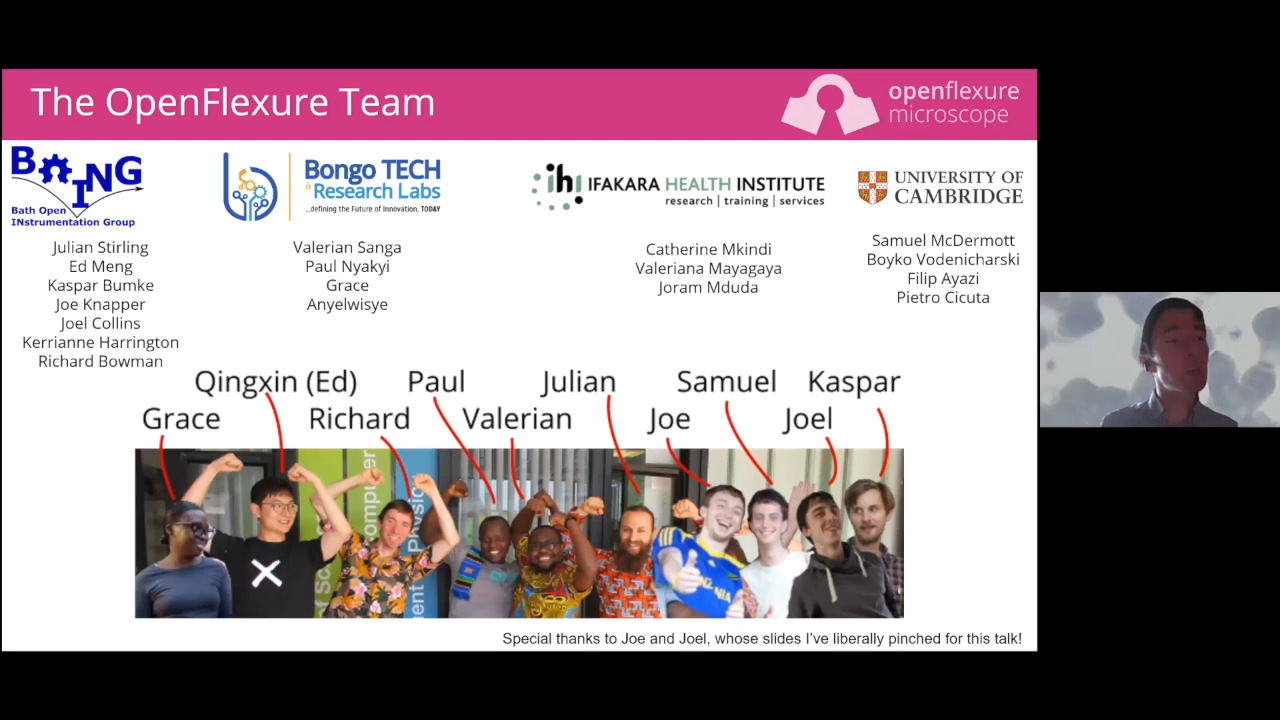 The OpenFlexure Team
openflexure
microscope
BOING
Bath Open
INstrumentation Group
Bongo TECH
& Research Labs
...defining the Future of Innovation, TODAY
ihi IFAKARA HEALTH INSTITUTE
research | training | services
UNIVERSITY OF
CAMBRIDGE
Julian Stirling
Ed Meng
Kaspar Bumke
Joe Knapper
Joel Collins
Kerrianne Harrington
Richard Bowman
Valerian Sanga
Paul Nyakyi
Grace
Anyelwisye
Catherine Mkindi
Valeriana Mayagaya
Joram Mduda
Samuel McDermott
Boyko Vodenicharski
Filip Ayazi
Pietro Cicuta
Qingxin (Ed) Paul Julian Samuel Kaspar
Grace Richard Valerian Joe Joel
Special thanks to Joe and Joel, whose slides I've liberally pinched for this talk!